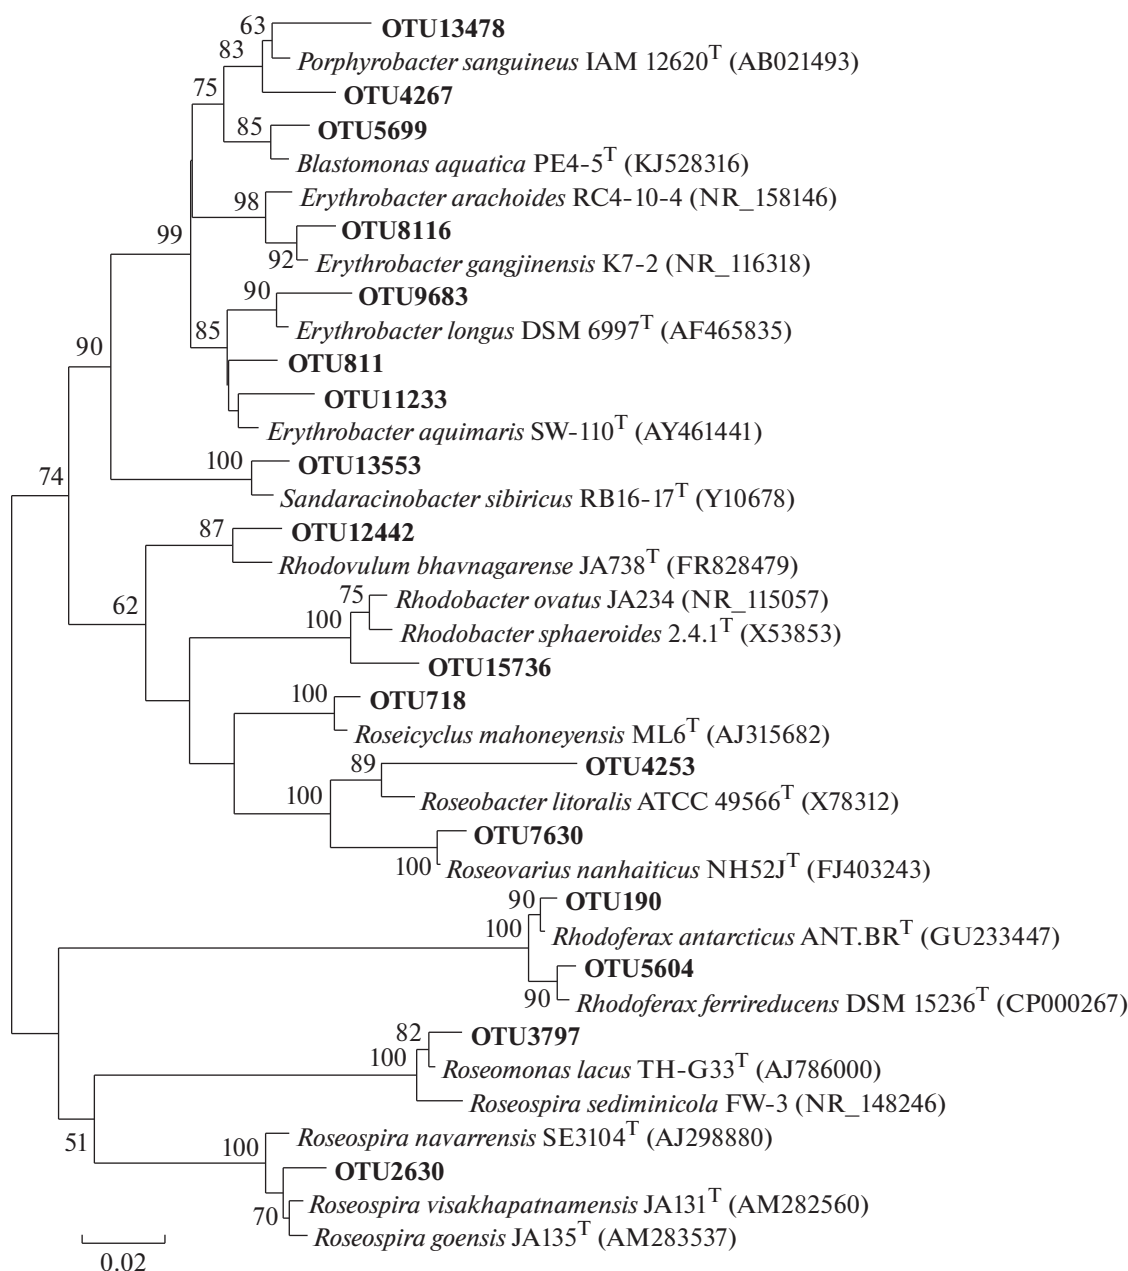 63
OTU13478
83
Porphyrobacter sanguineus IAM 12620T (AB021493)
75
OTU4267
85
OTU5699
Blastomonas aquatica PE4-5T (KJ528316)
Erythrobacter arachoides RC4-10-4 (NR_158146)
98
OTU8116
99
92
Erythrobacter gangjinensis K7-2 (NR_116318)
90
OTU9683
85
Erythrobacter longus DSM 6997T (AF465835)
90
OTU811
OTU11233
Erythrobacter aquimaris SW-110T (AY461441)
100
OTU13553
74
Sandaracinobacter sibiricus RB16-17T (Y10678)
87
OTU12442
Rhodovulum bhavnagarense JA738T (FR828479)
75
Rhodobacter ovatus JA234 (NR_115057)
62
100
Rhodobacter sphaeroides 2.4.1T (X53853)
OTU15736
100
OTU718
Roseicyclus mahoneyensis ML6T (AJ315682)
89
OTU4253
100
Roseobacter litoralis ATCC 49566T (X78312)
OTU7630
100
Roseovarius nanhaiticus NH52JT (FJ403243)
90
OTU190
100
Rhodoferax antarcticus ANT.BRT (GU233447)
OTU5604
90
Rhodoferax ferrireducens DSM 15236T (CP000267)
82
OTU3797
100
Roseomonas lacus TH-G33T (AJ786000)
Roseospira sediminicola FW-3 (NR_148246)
51
100
Roseospira navarrensis SE3104T (AJ298880)
OTU2630
Roseospira visakhapatnamensis JA131T (AM282560)
70
Roseospira goensis JA135T (AM283537)
0.02